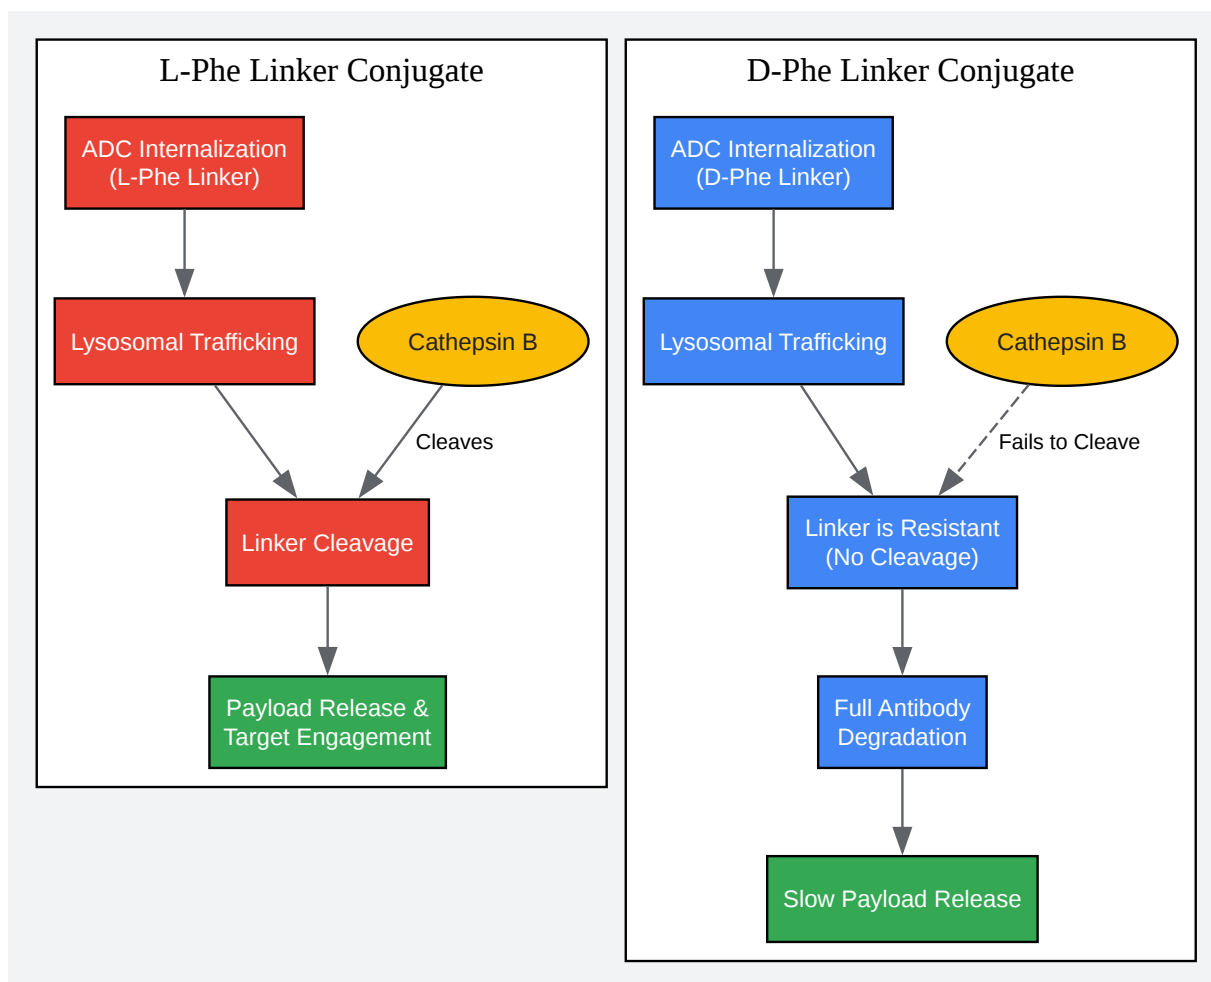 L-Phe Linker Conjugate
ADC Internalization
(L-Phe Linker)
Lysosomal Trafficking
Cathepsin B
Cleaves
Linker Cleavage
Payload Release &
Target Engagement
D-Phe Linker Conjugate
ADC Internalization
(D-Phe Linker)
Lysosomal Trafficking
Cathepsin B
Fails to Cleave
Linker is Resistant
(No Cleavage)
Full Antibody
Degradation
Slow Payload Release